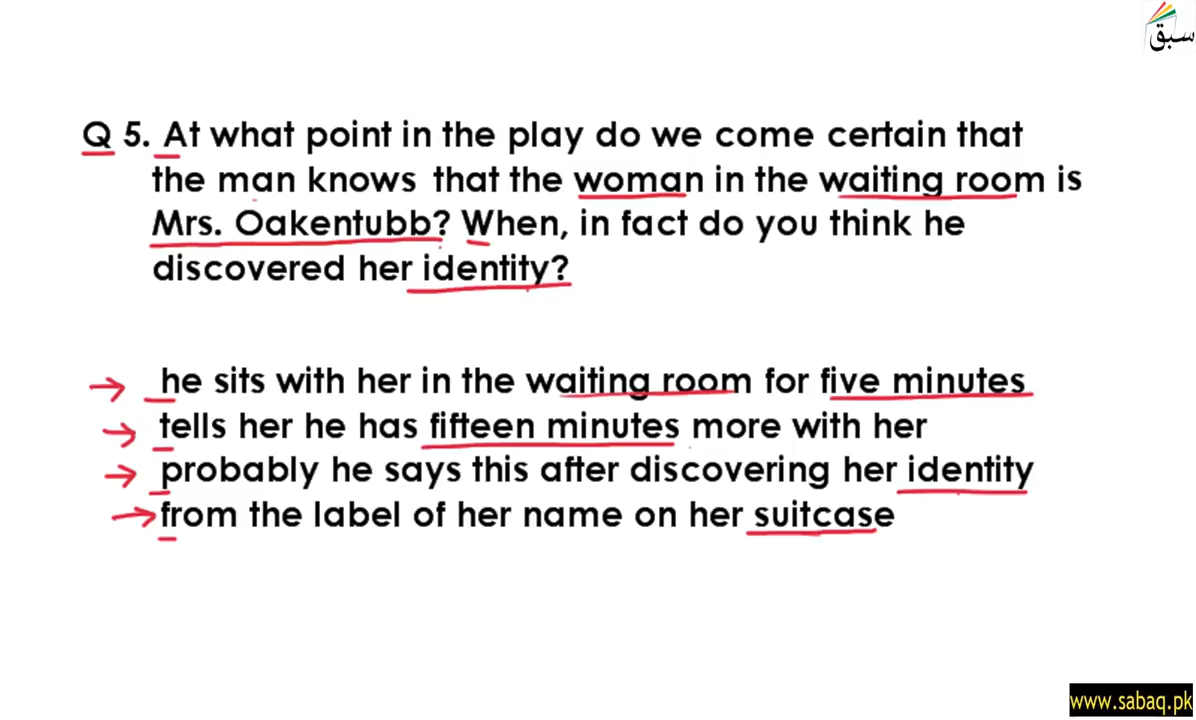 سبق
Q 5. At what point in the play do we come certain that
the man knows that the woman in the waiting room is
Mrs. Oakentubb? When, in fact do you think he
discovered her identity?
he sits with her in the waiting room for five minutes
tells her he has fifteen minutes more with her
probably he says this after discovering her identity
from the label of her name on her suitcase
www.sabaq.pk